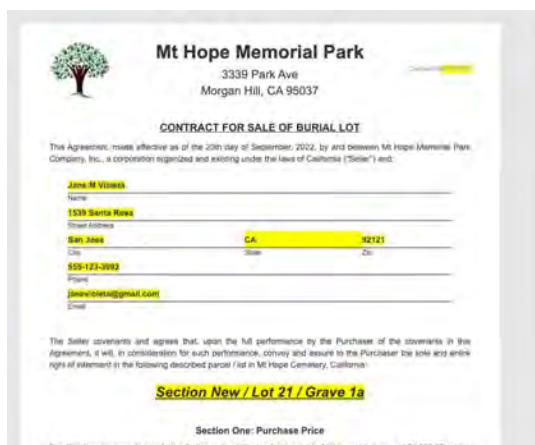 Mt Hope Memorial Park
3339 Park Ave
Morgan Hill, CA 95037
CONTRACT FOR SALE OF BURIAL LOT
This Agreement, made effective as of the 20th day of September, 2022, by and between Mt Hope Memorial Park
Company, Inc., a corporation organized and existing under the laws of California ("Seller") and:
Jane M Violeta
Name
1539 Santa Rosa
Street Address
San Jose CA 92121
City State Zip
555-123-3092
Phone
janevioleta@gmail.com
Email
The Seller covenants and agrees that, upon the full performance by the Purchaser of the covenants in this
Agreement, it will, in consideration for such performance, convey and assure to the Purchaser the sole and entire
right of interment in the following described parcel / lot in Mt Hope Cemetery, California:
Section New / Lot 21 / Grave 1a
Section One: Purchase Price